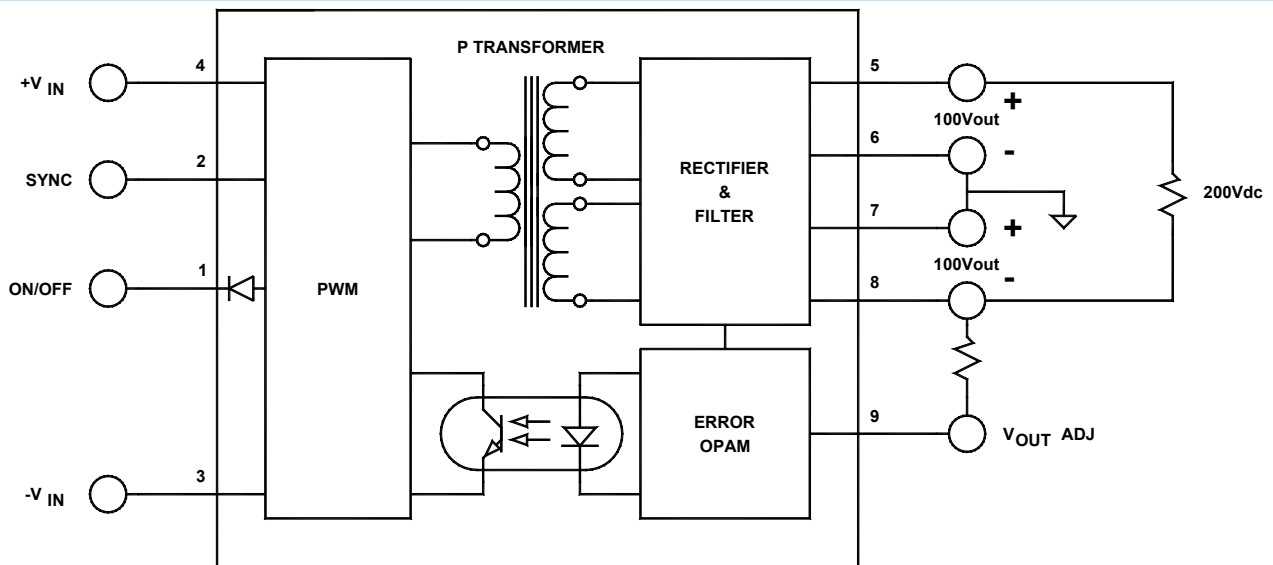 P TRANSFORMER
+V IN
4
SYNC
2
ON/OFF
1
-V IN
3
PWM
RECTIFIER
&
FILTER
ERROR
OPAM
5
+
100Vout
6
-
7
+
100Vout
8
-
200Vdc
9
VOUT ADJ